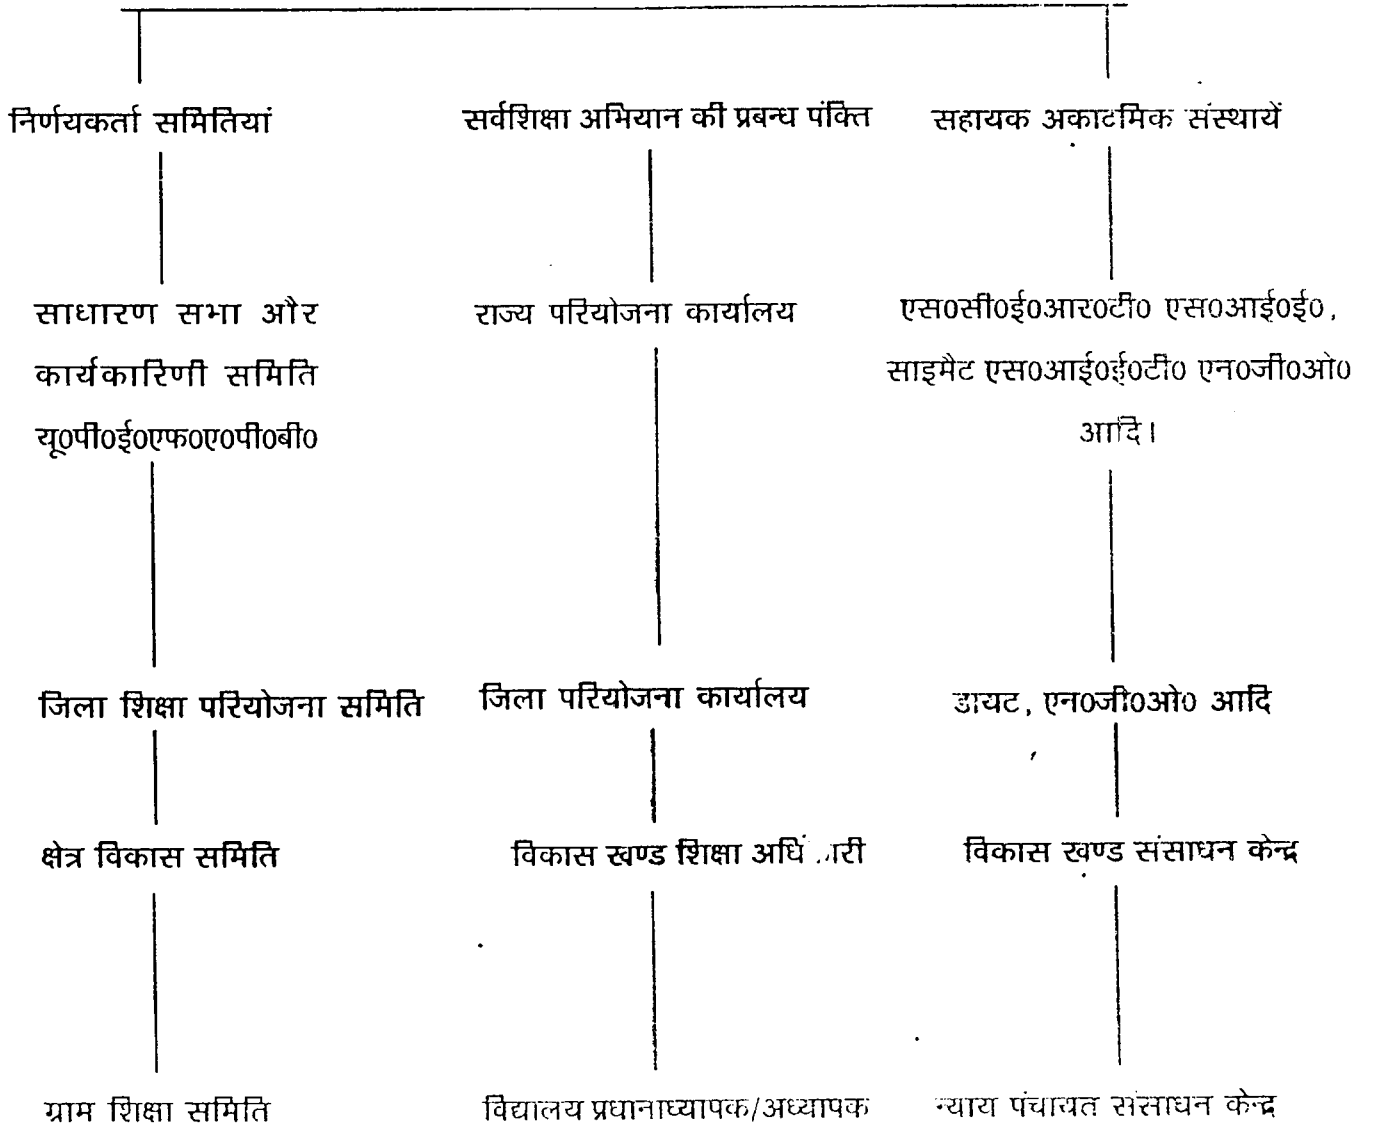 निर्णयकर्ता समितियां
सर्वशिक्षा अभियान की प्रबन्ध पंक्ति
सहायक अकाटमिक संस्थायें
साधारण सभा और
कार्यकारिणी समिति
यू0पी0ई0एफ0ए0पी0बी0
राज्य परियोजना कार्यालय
एस0सी0ई0आर0टी0 एस0आई0ई0,
साइमैट एस0आई0ई0टी0 एन0जी0ओ0
आदि।
जिला शिक्षा परियोजना समिति
जिला परियोजना कार्यालय
डायट, एन0जी0ओ0 आदि
क्षेत्र विकास समिति
विकास खण्ड शिक्षा
विकास खण्ड संसाधन केन्द्र
ग्राम शिक्षा समिति
विद्यालय प्रधानाध्यापक/अध्यापक
न्याय पंचायत संसाधन केन्द्र